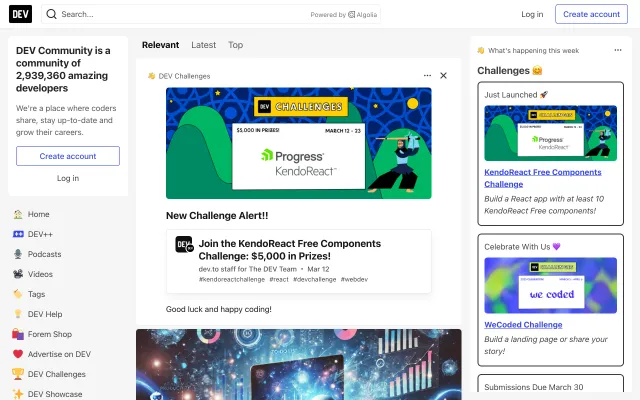 DEV
Search...
Powered by Algolia
Log in
Create account
DEV Community is a
community of
2,939,360 amazing
developers
We're a place where coders
share, stay up-to-date and
grow their careers.
Create account
Log in
Home
DEV++
Podcasts
Videos
Tags
DEV Help
Forem Shop
Advertise on DEV
DEV Challenges
DEV Showcase
Relevant
Latest
Top
DEV Challenges
DEV CHALLENGES
$5,000 IN PRIZES!
MARCH 12 - 23
Progress®
KendoReact™
New Challenge Alert!!
DEV
Join the KendoReact Free Components
Challenge: $5,000 in Prizes!
dev.to staff for The DEV Team • Mar 12
#kendoreactchallenge #react #devchallenge #webdev
Good luck and happy coding!
What's happening this week
Challenges
Just Launched
CHALLENGES
Progress
KendoReact
KendoReact Free Components
Challenge
Build a React app with at least 10
KendoReact Free components!
Celebrate With Us
CHALLENGES
we coded
WeCoded Challenge
Build a landing page or share your
story!
Submissions Due March 30